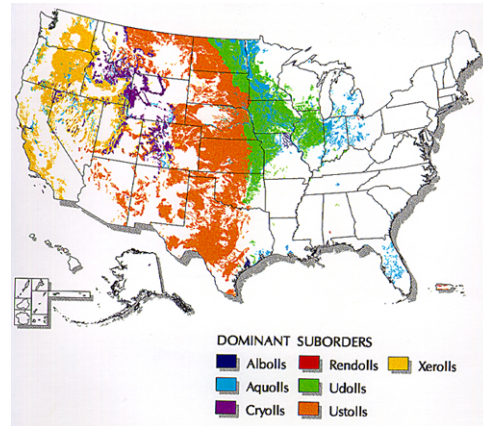 DOMINANT SUBORDERS
Albolls Rendolls Xerolls
Aquolls Udolls
Cryolls Ustolls